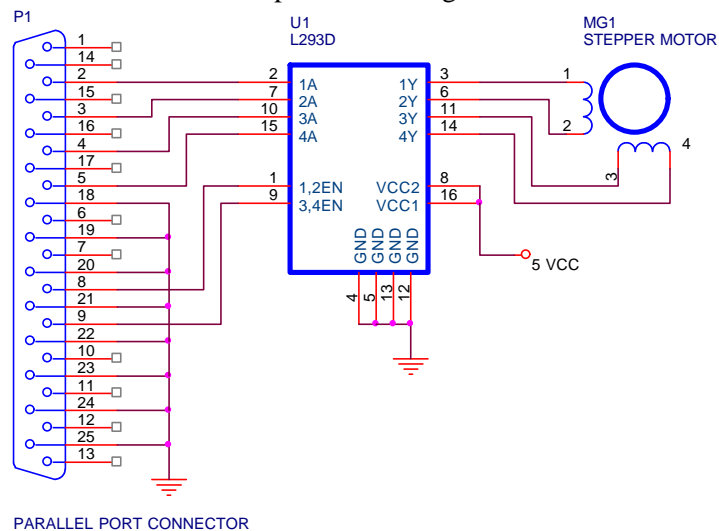 P1
1
14
2
15
3
16
4
17
5
18
6
19
7
20
8
21
9
22
10
23
11
24
12
25
13
PARALLEL PORT CONNECTOR
U1
L293D
2 1A 1Y 3
7 2A 2Y 6
10 3A 3Y 11
15 4A 4Y 14
1 1,2EN VCC2 8
9 3,4EN VCC1 16
GND GND GND GND
4 5 13 12
5 VCC
MG1
STEPPER MOTOR
1
2
3
4